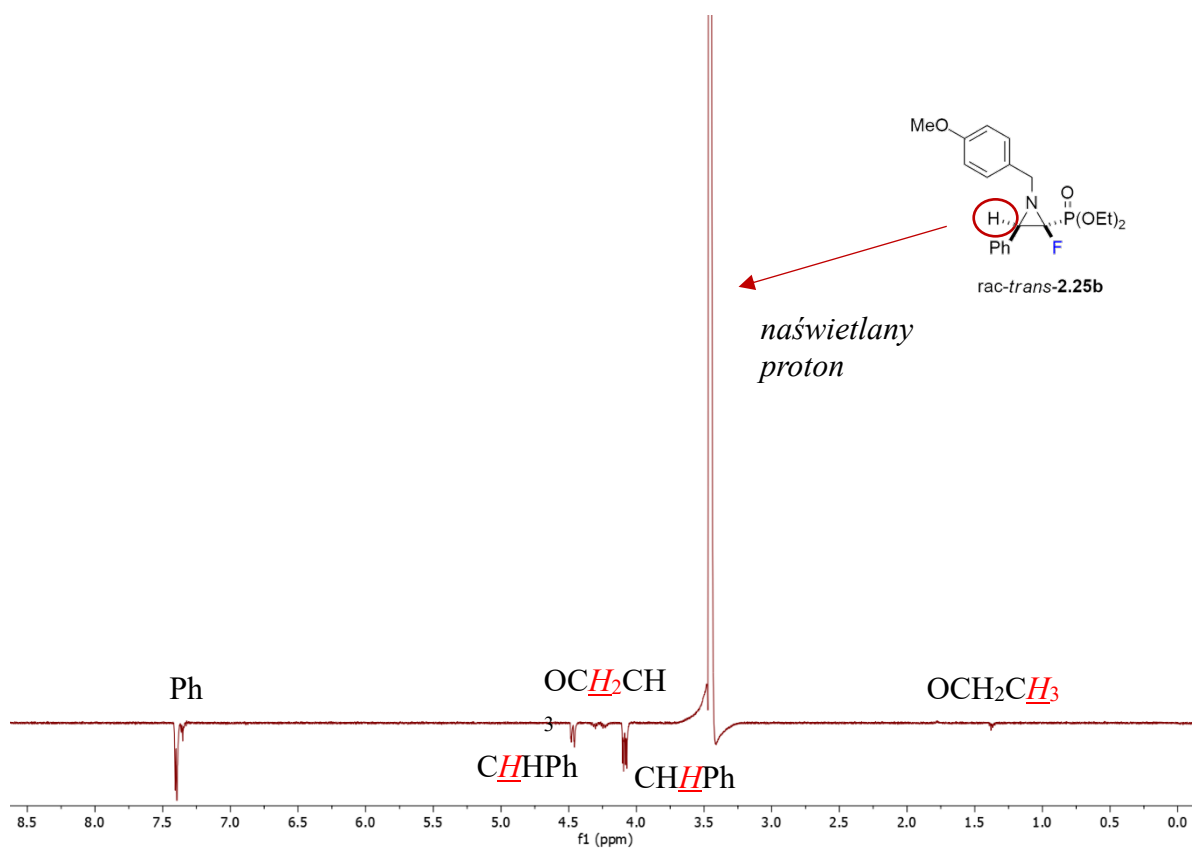 MeO
N
O
H
P(OEt)2
Ph
F
rac-trans-2.25b
naświetlany
proton
Ph
OCH2CH
3
OCH2CH3
CHHPh
CHHPh
8.5 8.0 7.5 7.0 6.5 6.0 5.5 5.0 4.5 4.0 3.5 3.0 2.5 2.0 1.5 1.0 0.5 0.0
f1 (ppm)